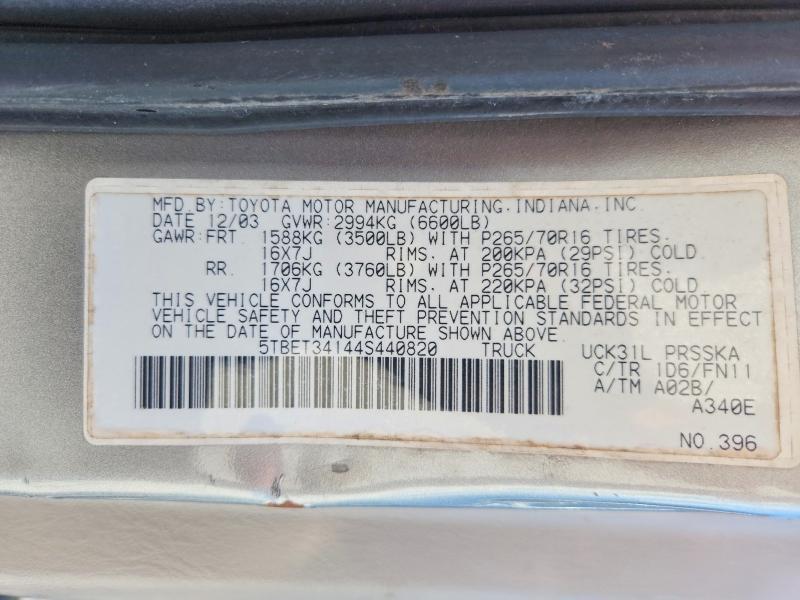 MFD. BY: TOYOTA MOTOR MANUFACTURING, INDIANA, INC.
DATE 12/03 GVWR: 2994KG (6600LB)
GAWR: FRT. 1588KG (3500LB) WITH P265/70R16 TIRES.
16X7J RIMS. AT 200KPA (29PSI) COLD.
RR. 1706KG (3760LB) WITH P265/70R16 TIRES.
16X7J RIMS. AT 220KPA (32PSI) COLD.
THIS VEHICLE CONFORMS TO ALL APPLICABLE FEDERAL MOTOR
VEHICLE SAFETY AND THEFT PREVENTION STANDARDS IN EFFECT
ON THE DATE OF MANUFACTURE SHOWN ABOVE.
5TBET34144S440820 TRUCK UCK31L PRSSKA
C/TR 1D6/FN11
A/TM A02B/
A340E
NO. 396